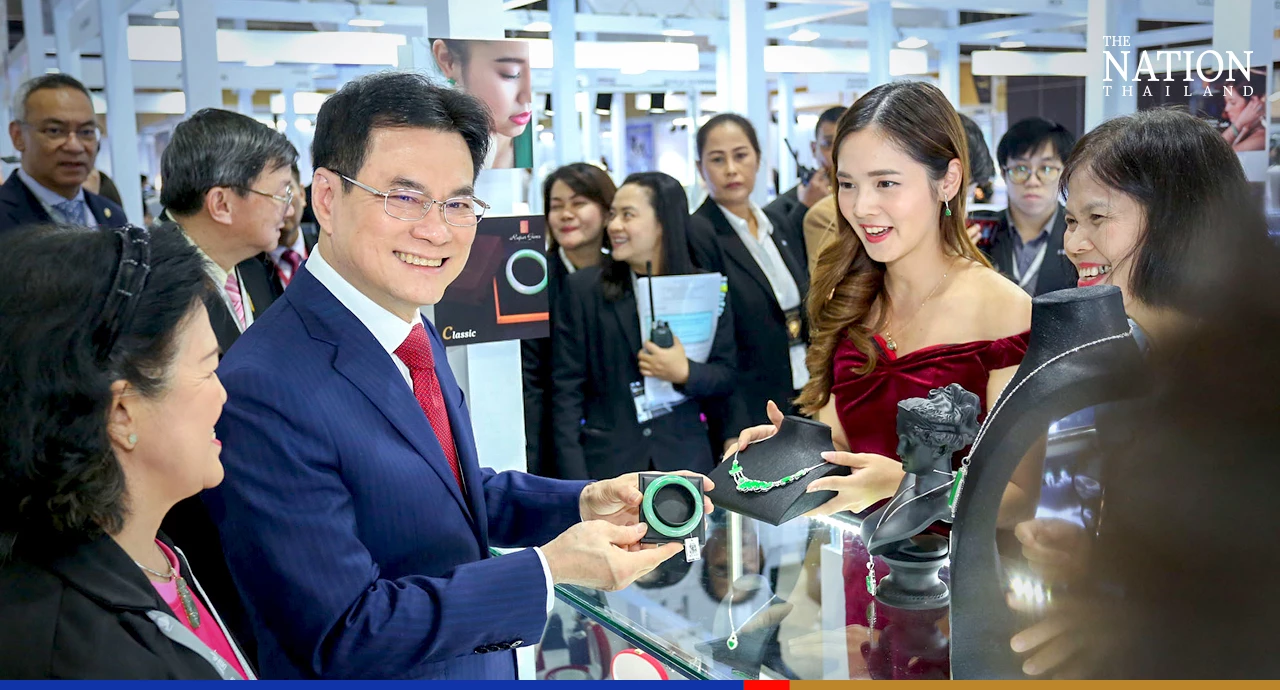 THE
NATION
THAILAND
Classic